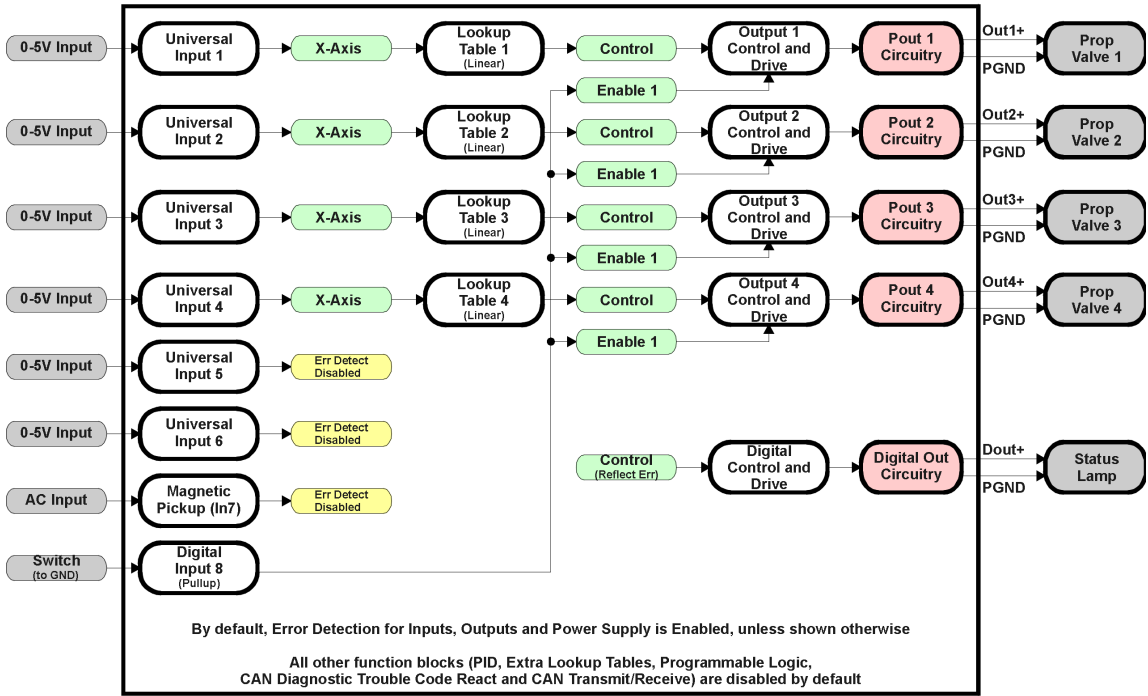 0-5V Input
Universal
Input 1
X-Axis
Lookup
Table 1
(Linear)
Control
Output 1
Control and
Drive
Pout 1
Circuitry
Out1+
PGND
Prop
Valve 1
Enable 1
0-5V Input
Universal
Input 2
X-Axis
Lookup
Table 2
(Linear)
Control
Output 2
Control and
Drive
Pout 2
Circuitry
Out2+
PGND
Prop
Valve 2
Enable 1
0-5V Input
Universal
Input 3
X-Axis
Lookup
Table 3
(Linear)
Control
Output 3
Control and
Drive
Pout 3
Circuitry
Out3+
PGND
Prop
Valve 3
Enable 1
0-5V Input
Universal
Input 4
X-Axis
Lookup
Table 4
(Linear)
Control
Output 4
Control and
Drive
Pout 4
Circuitry
Out4+
PGND
Prop
Valve 4
Enable 1
0-5V Input
Universal
Input 5
Err Detect
Disabled
0-5V Input
Universal
Input 6
Err Detect
Disabled
Control
(Reflect Err)
Digital
Control and
Drive
Digital Out
Circuitry
Dout+
PGND
Status
Lamp
AC Input
Magnetic
Pickup (In7)
Err Detect
Disabled
Switch
(to GND)
Digital
Input 8
(Pullup)
By default, Error Detection for Inputs, Outputs and Power Supply is Enabled, unless shown otherwise
All other function blocks (PID, Extra Lookup Tables, Programmable Logic,
CAN Diagnostic Trouble Code React and CAN Transmit/Receive) are disabled by default